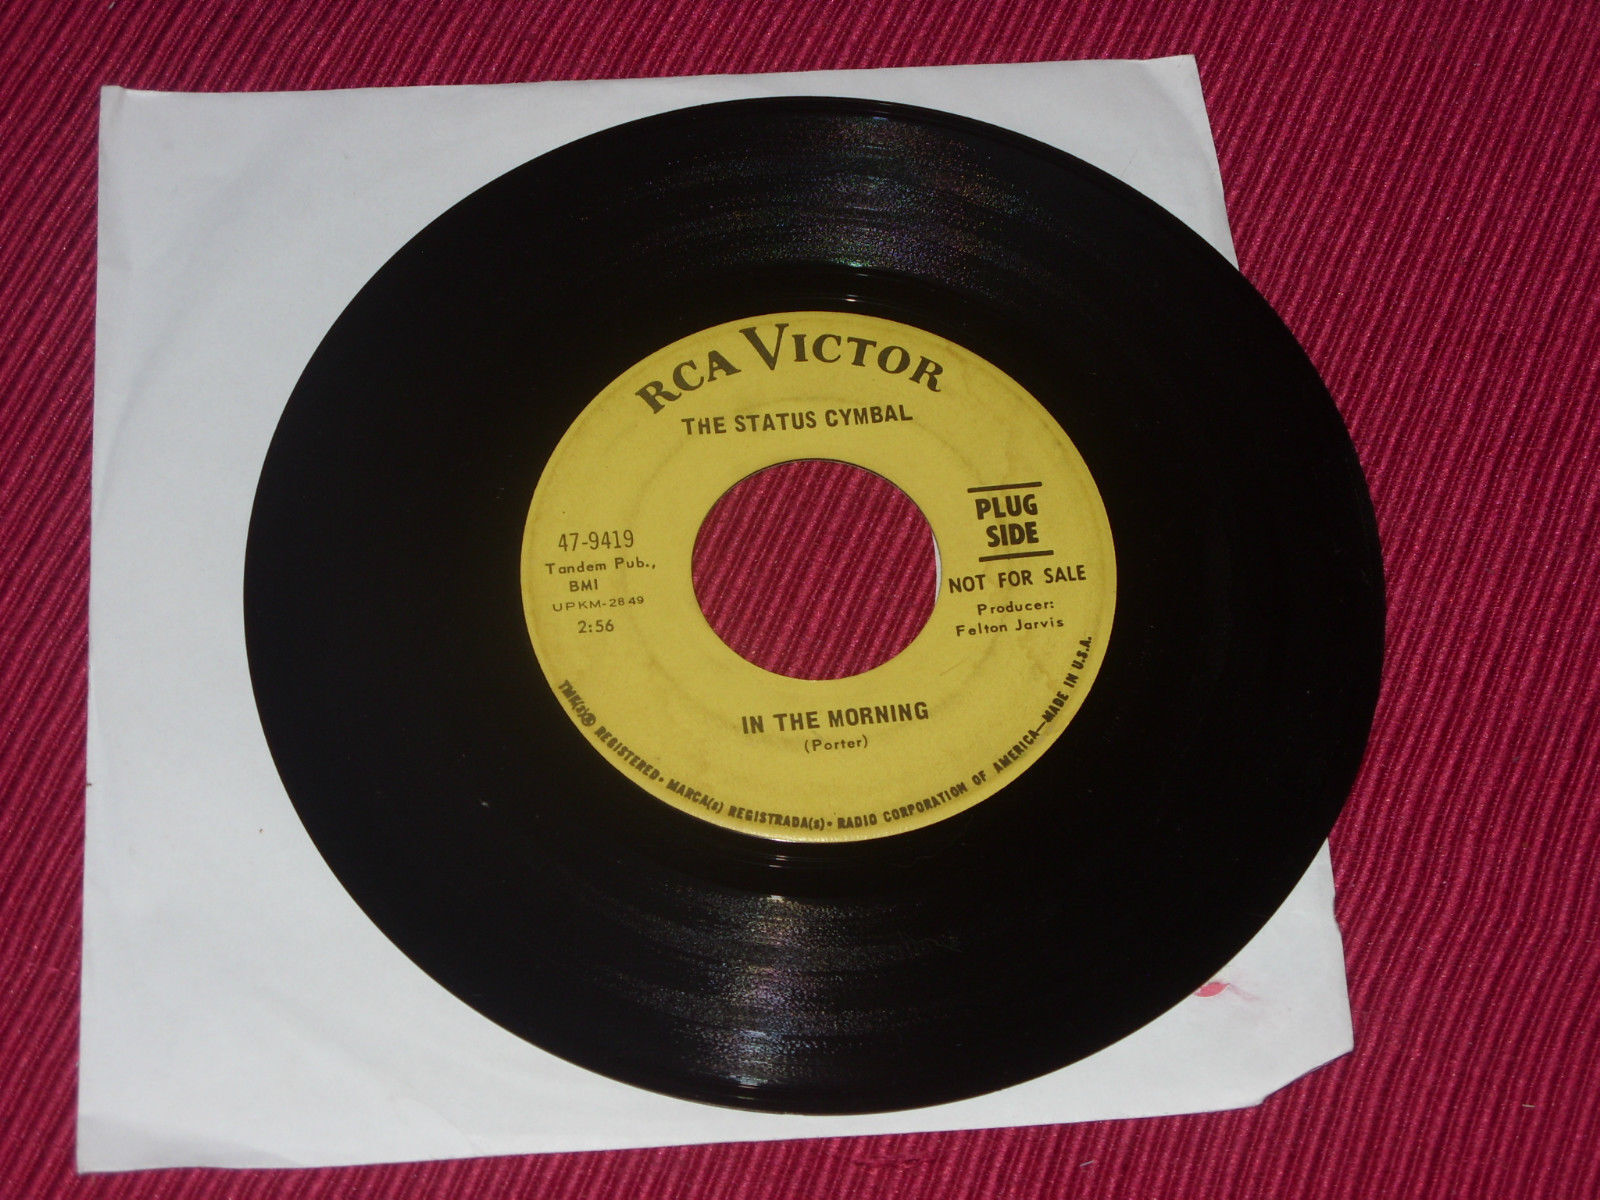 RCA VICTOR
THE STATUS CYMBAL
47-9419
Tandem Pub.,
BMI
UPKM-2849
2:56
PLUG
SIDE
NOT FOR SALE
Producer:
Felton Jarvis
IN THE MORNING
(Porter)
TMK(s)® REGISTERED • MARCA(s) REGISTRADA(s) • RADIO CORPORATION OF AMERICA—MADE IN U.S.A.